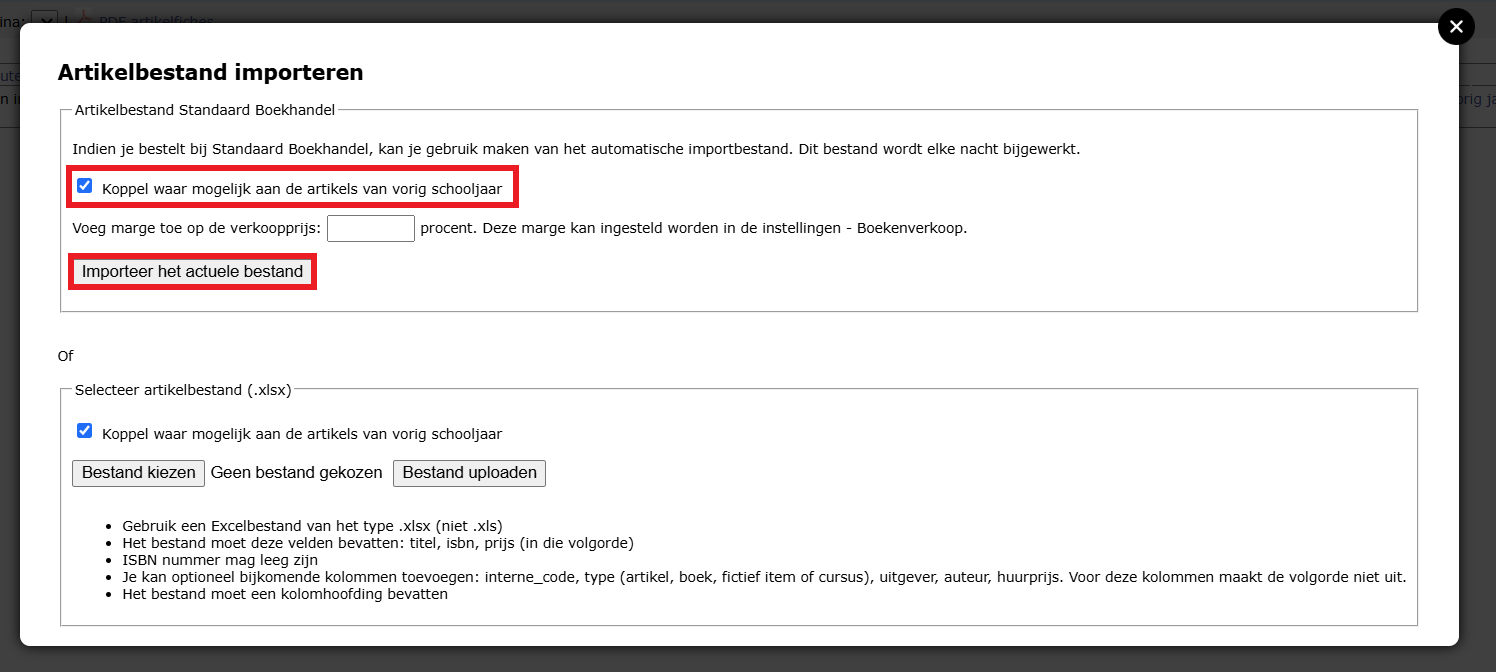 PDF artikelfiches
Artikelbestand importeren
Artikelbestand Standaard Boekhandel
Indien je bestelt bij Standaard Boekhandel, kan je gebruik maken van het automatische importbestand. Dit bestand wordt elke nacht bijgewerkt.
Koppel waar mogelijk aan de artikels van vorig schooljaar
Voeg marge toe op de verkoopprijs: procent. Deze marge kan ingesteld worden in de instellingen - Boekenverkoop.
Importeer het actuele bestand
Of
Selecteer artikelbestand (.xlsx)
Koppel waar mogelijk aan de artikels van vorig schooljaar
Bestand kiezen Geen bestand gekozen Bestand uploaden
• Gebruik een Excelbestand van het type .xlsx (niet .xls)
• Het bestand moet deze velden bevatten: titel, isbn, prijs (in die volgorde)
• ISBN nummer mag leeg zijn
• Je kan optioneel bijkomende kolommen toevoegen: interne_code, type (artikel, boek, fictief item of cursus), uitgever, auteur, huurprijs. Voor deze kolommen maakt de volgorde niet uit.
• Het bestand moet een kolomhoofding bevatten